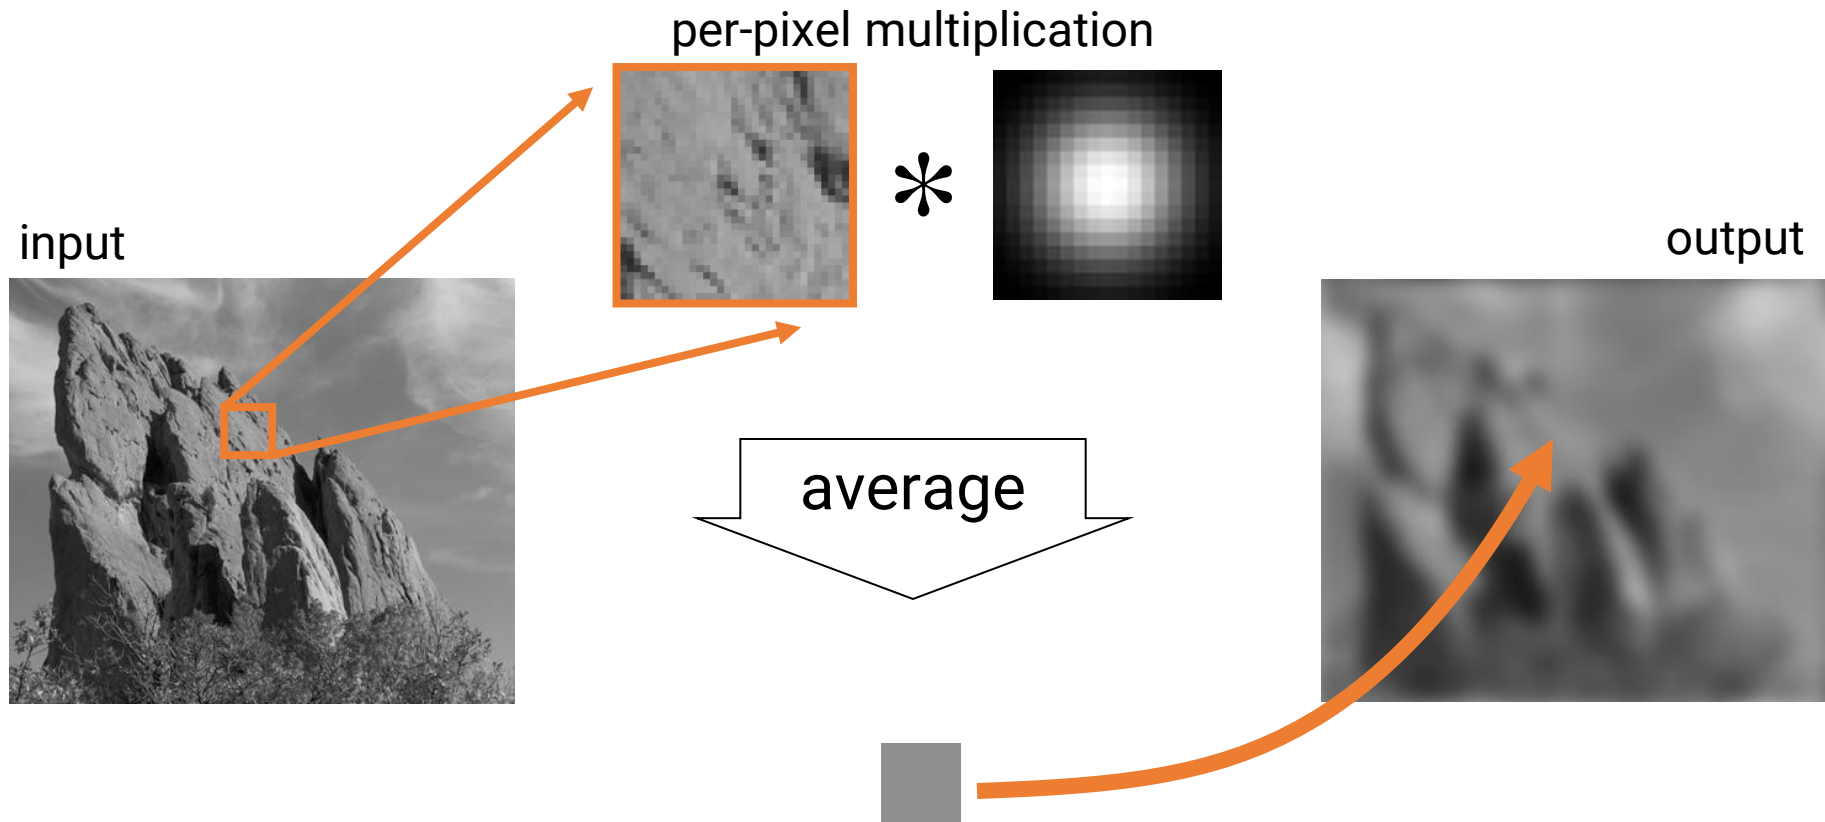 per-pixel multiplication
*
input
output
average